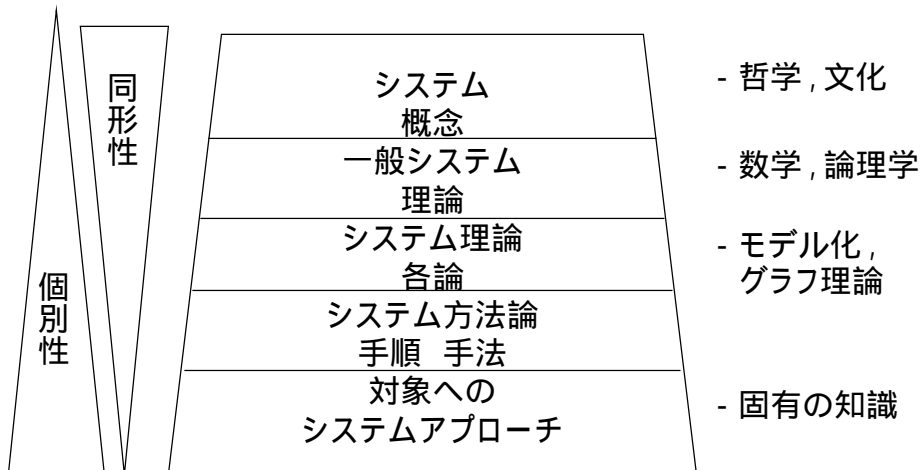 同形性
個別性
システム
概念
一般システム
理論
システム理論
各論
システム方法論
手順 手法
対象への
システムアプローチ
- 哲学 , 文化
- 数学 , 論理学
- モデル化 ,
グラフ理論
- 固有の知識